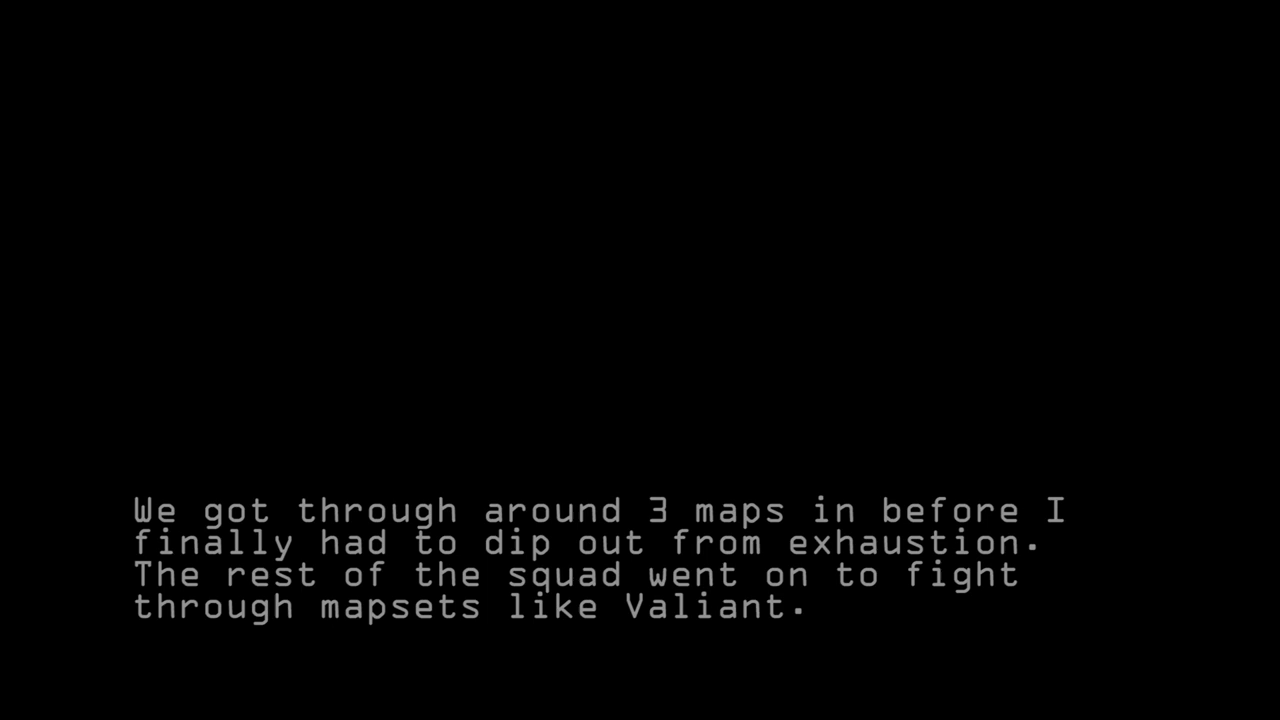 We got through around 3 maps in before I
finally had to dip out from exhaustion.
The rest of the squad went on to fight
through mapsets like Valiant.